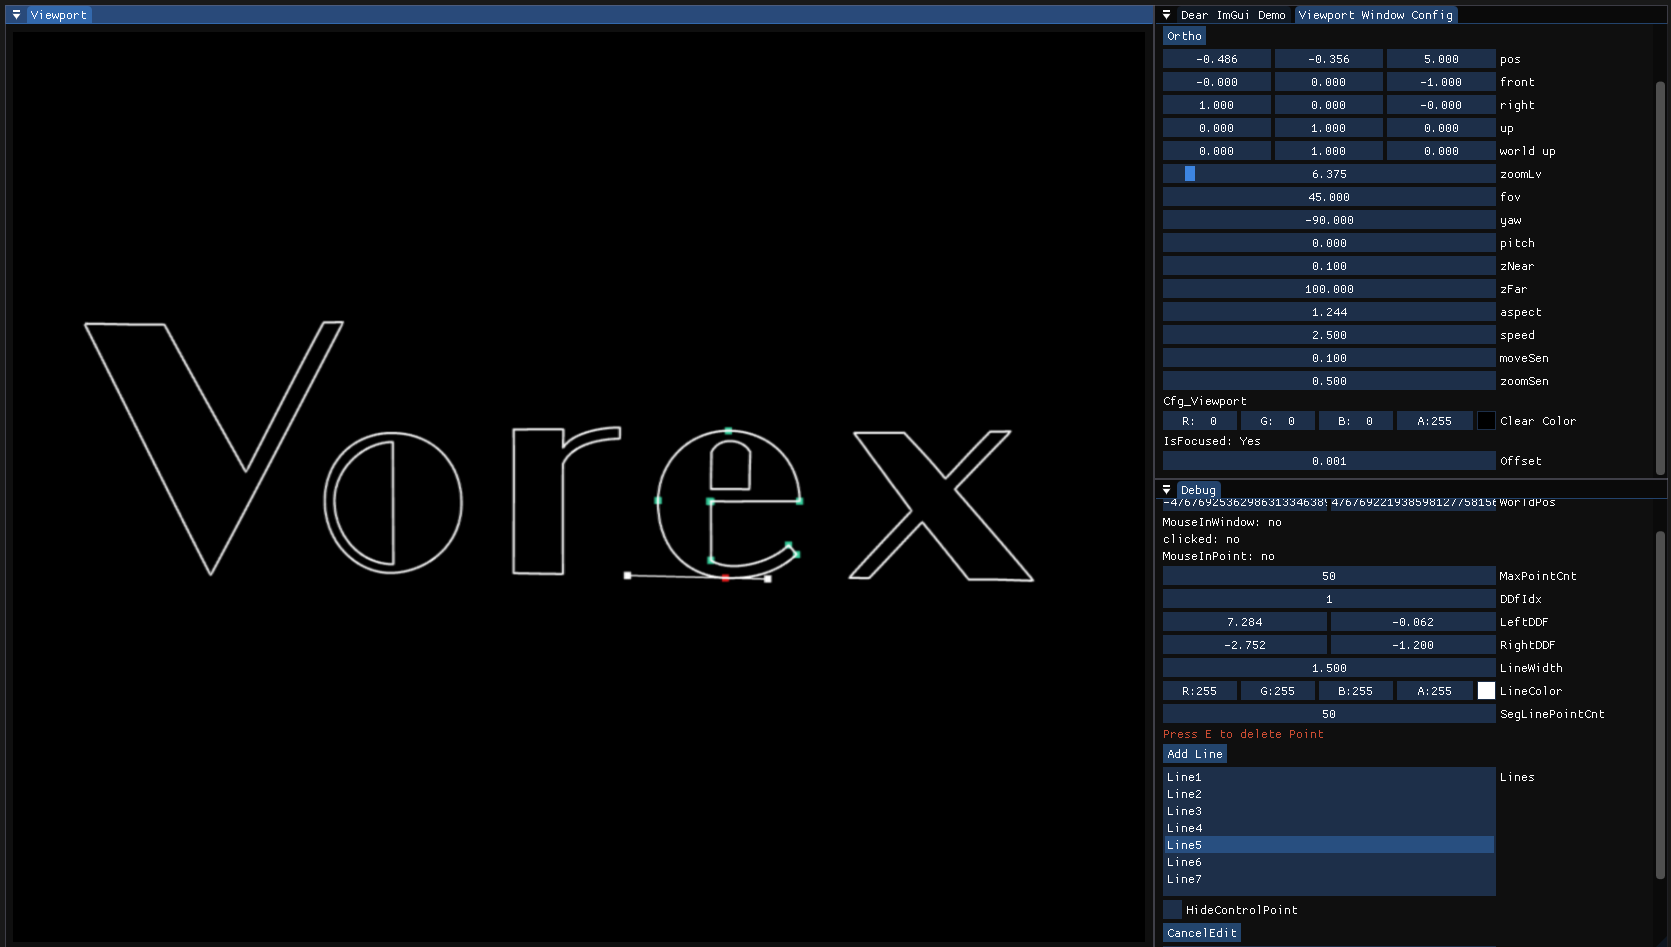 Viewport
Vorex
Dear ImGui Demo Viewport Window Config
Ortho
-0.486 -0.356 5.000 pos
-0.000 0.000 -1.000 front
1.000 0.000 -0.000 right
0.000 1.000 0.000 up
0.000 1.000 0.000 world up
6.375 zoomLv
45.000 fov
-90.000 yaw
0.000 pitch
0.100 zNear
100.000 zFar
1.244 aspect
2.500 speed
0.100 moveSen
0.500 zoomSen
Cfg_Viewport
R: 0 G: 0 B: 0 A:255 Clear Color
IsFocused: Yes
0.001 Offset
Debug
WorldPos
MouseInWindow: no
clicked: no
MouseInPoint: no
50 MaxPointCnt
1 DDfIdx
7.284 -0.062 LeftDDF
-2.752 -1.200 RightDDF
1.500 LineWidth
R:255 G:255 B:255 A:255 LineColor
50 SegLinePointCnt
Press E to delete Point
Add Line
Line1 Lines
Line2
Line3
Line4
Line5
Line6
Line7
HideControlPoint
CancelEdit